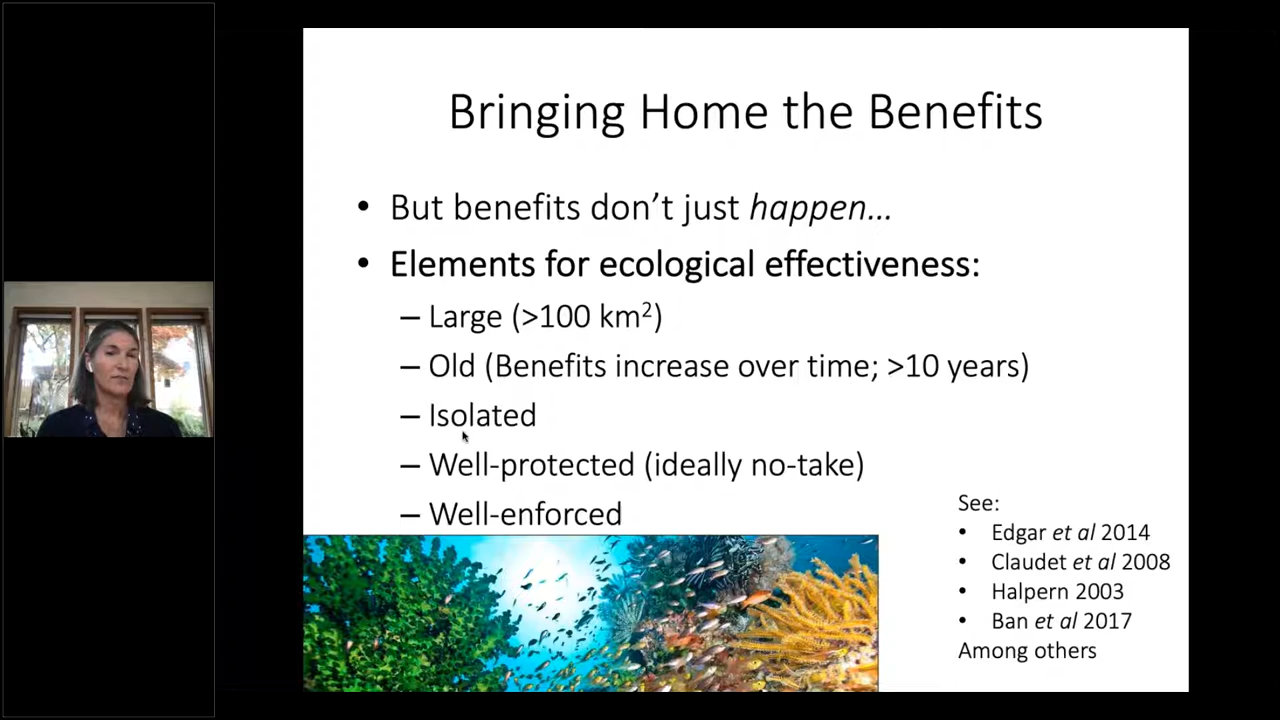 Bringing Home the Benefits
• But benefits don’t just happen…
• Elements for ecological effectiveness:
– Large (>100 km²)
– Old (Benefits increase over time; >10 years)
– Isolated
– Well-protected (ideally no-take)
– Well-enforced
See:
• Edgar et al 2014
• Claudet et al 2008
• Halpern 2003
• Ban et al 2017
Among others